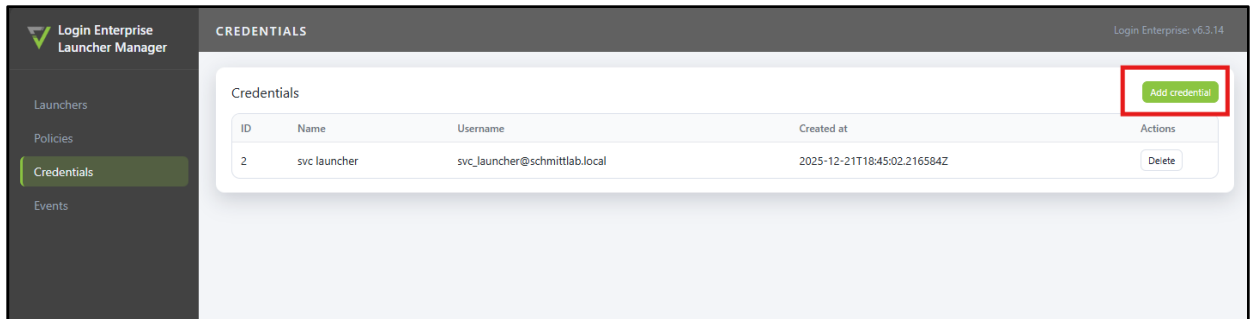 Login Enterprise
Launcher Manager
CREDENTIALS
Login Enterprise: v6.3.14
Launchers
Policies
Credentials
Events
Credentials
Add credential
ID Name Username Created at Actions
2 svc launcher svc_launcher@schmittlab.local 2025-12-21T18:45:02.216584Z Delete